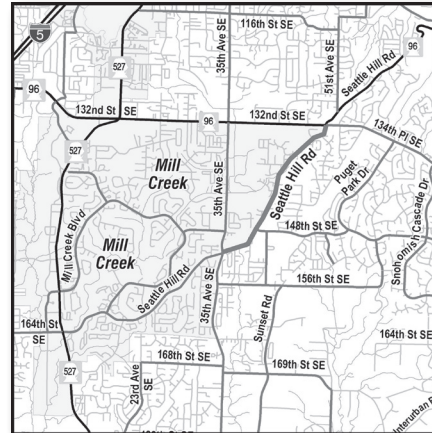 5
116th St SE
96
527
35th Ave SE
51st Ave SE
Seattle Hill Rd
96
132nd St SE
96
132nd St SE
134th Pl SE
527
Mill
Creek
35th Ave SE
Seattle Hill Rd
Puget
Park Dr
Snohomish Cascade Dr
Mill Creek Blvd
Mill
Creek
148th St SE
Seattle Hill Rd
156th St SE
35th Ave SE
Sunset Rd
164th St
SE
164th St
SE
168th St SE
169th St SE
527
23rd Ave
SE